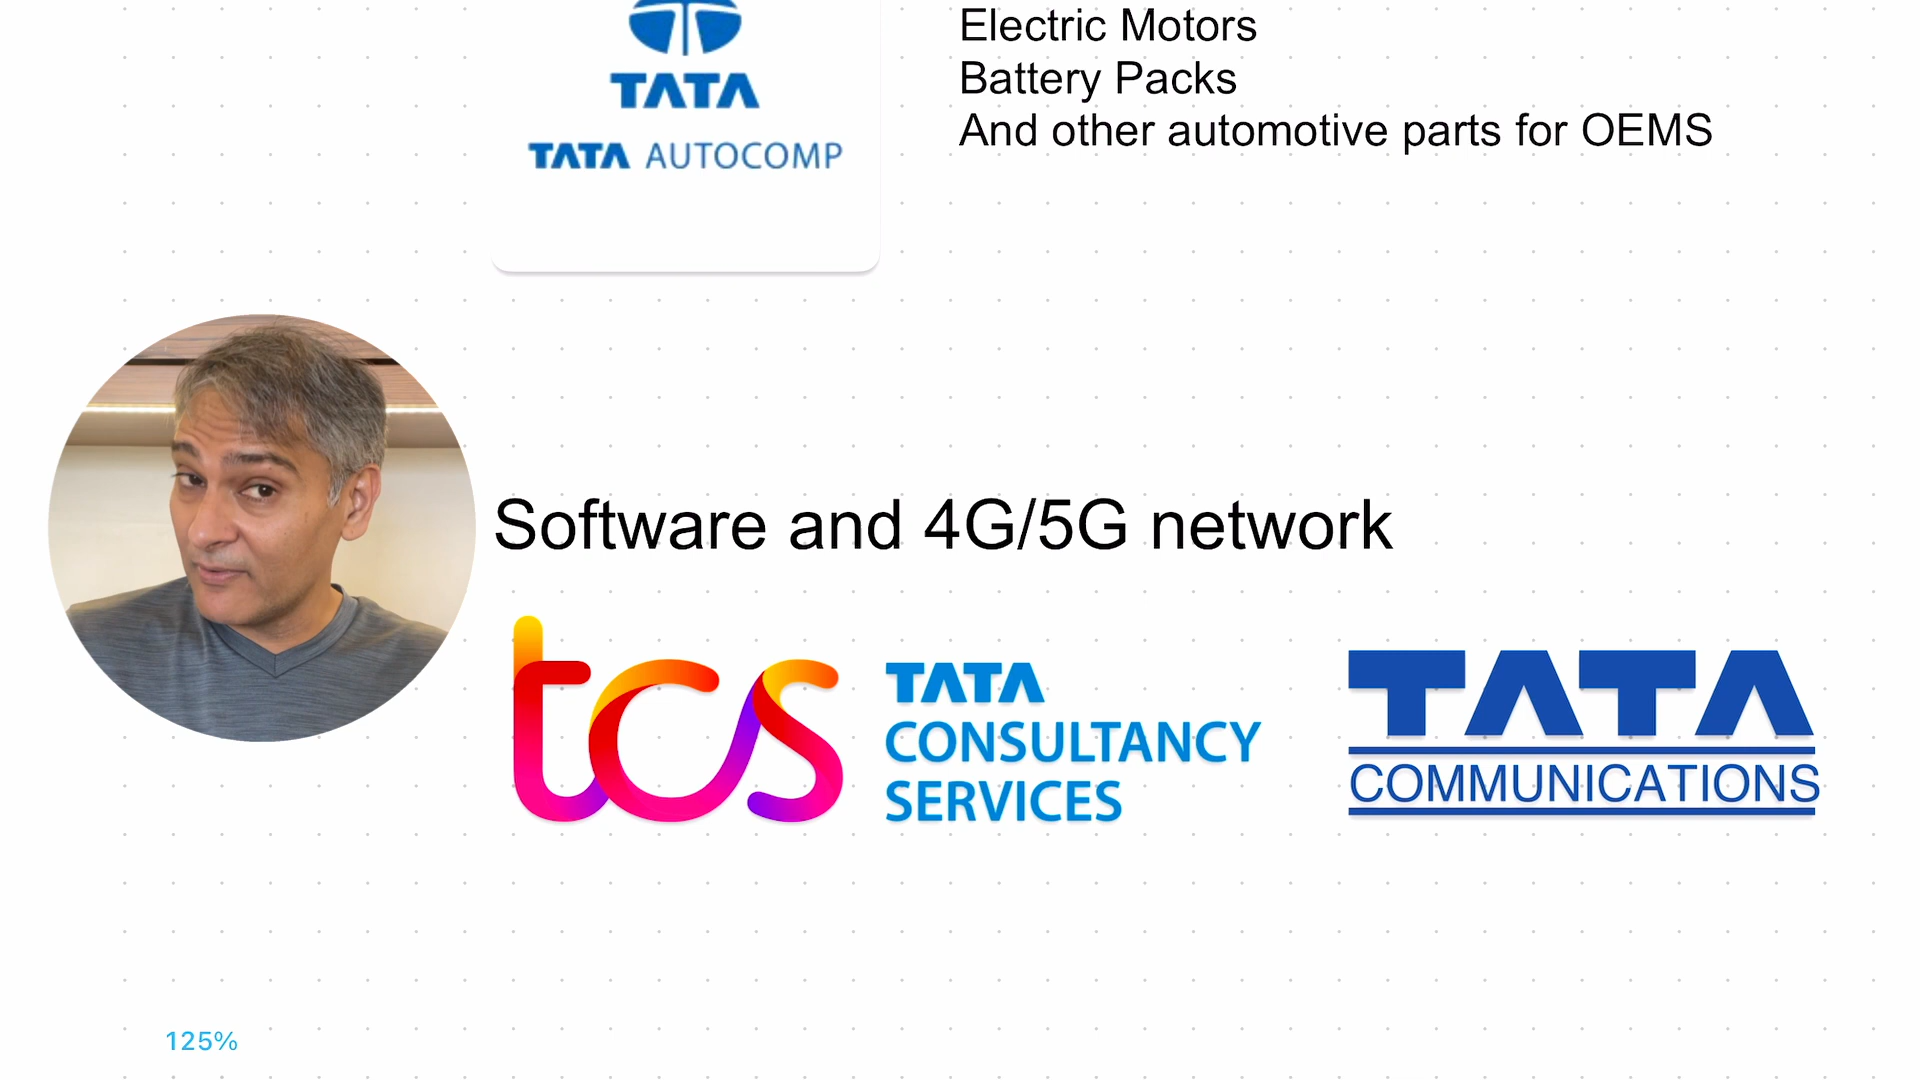 TATA
TATA AUTOCOMP
Electric Motors
Battery Packs
And other automotive parts for OEMS
Software and 4G/5G network
tcs
TATA
CONSULTANCY
SERVICES
TATA
COMMUNICATIONS
125%